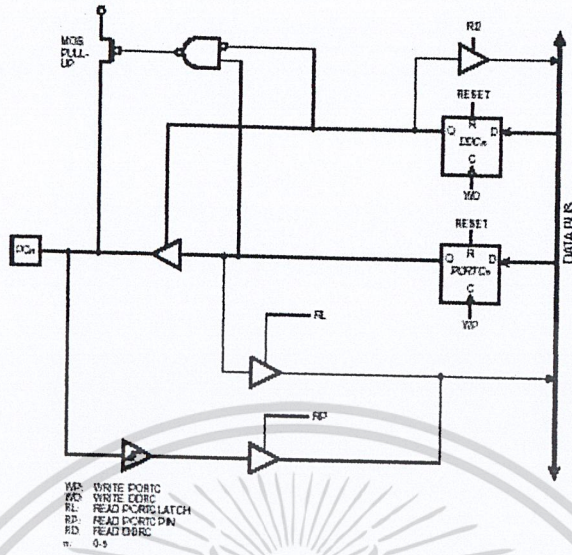 MOS
PULL-
UP
RD
RESET
Q
R
D
DDCn
C
WD
RESET
Q
R
D
PORTCn
C
WP
DATA BUS
PCn
RL
RP
WP: WRITE PORTC
WD: WRITE DDRC
RL: READ PORTC LATCH
RP: READ PORTC PIN
RD: READ DDRC
n: 0-5